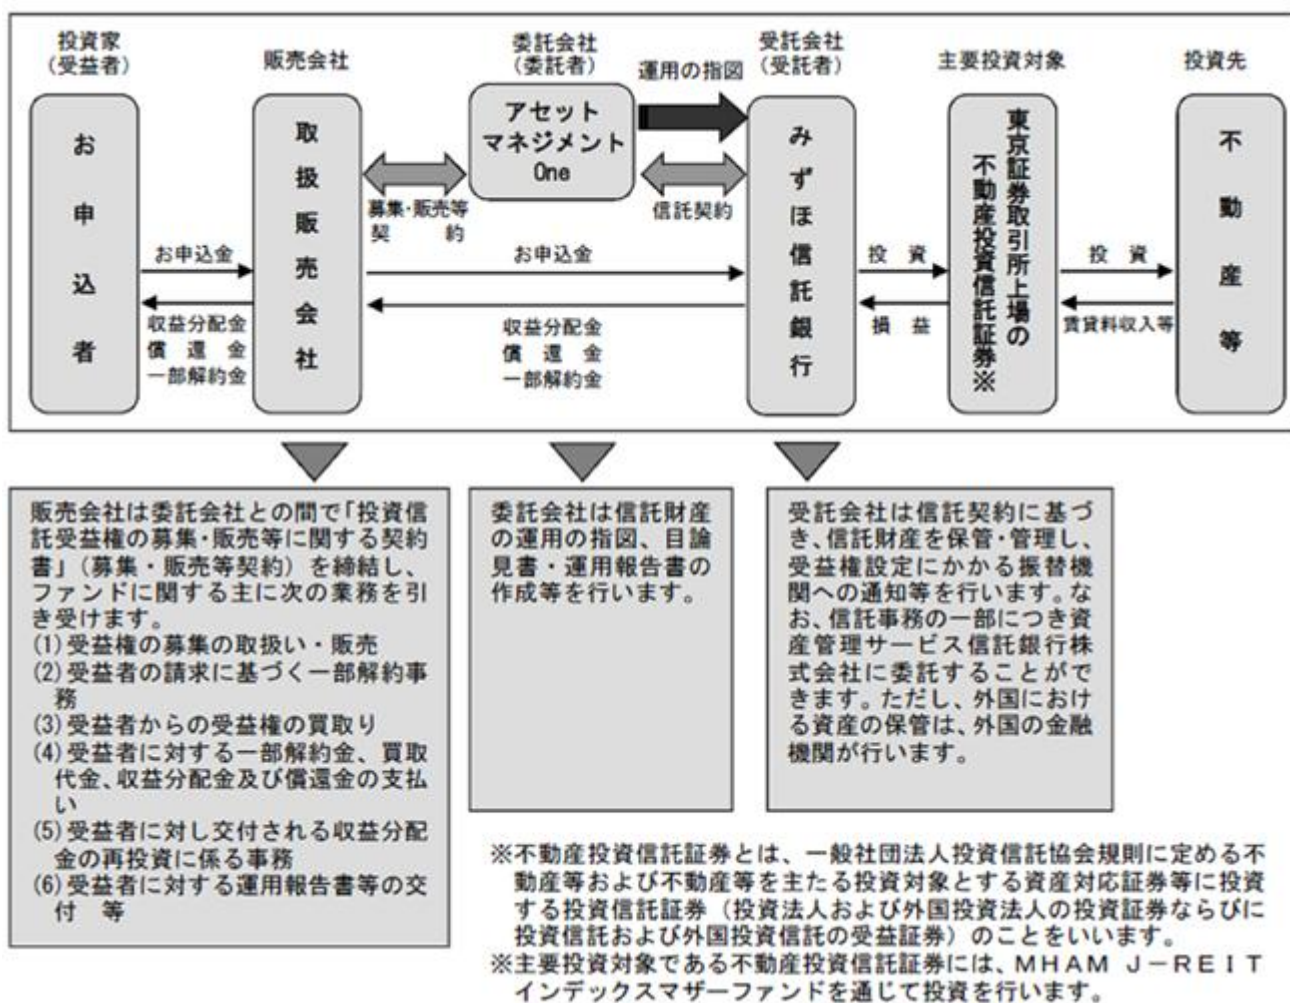 投資家
(受益者)
販売会社
委託会社
(委託者)
運用の指図
受託会社
(受託者)
主要投資対象
投資先
お申込者
取扱販売会社
アセット
マネジメント
One
みずほ信託銀行
東京証券取引所上場の
不動産投資信託証券※
不動産等
募集・販売等
契　約
信託契約
お申込金
収益分配金
償　還　金
一部解約金
お申込金
収益分配金
償　還　金
一部解約金
投　資
損　益
投　資
賃貸料収入等
販売会社は委託会社との間で「投資信
託受益権の募集・販売等に関する契約
書」（募集・販売等契約）を締結し、
ファンドに関する主に次の業務を引
き受けます。
(1)受益権の募集の取扱い・販売
(2)受益者の請求に基づく一部解約事
務
(3)受益者からの受益権の買取り
(4)受益者に対する一部解約金、買取
代金、収益分配金及び償還金の支払
い
(5)受益者に対し交付される収益分配
金の再投資に係る事務
(6)受益者に対する運用報告書等の交
付　等
委託会社は信託財産
の運用の指図、目論
見書・運用報告書の
作成等を行います。
受託会社は信託契約に基づ
き、信託財産を保管・管理し、
受益権設定にかかる振替機
関への通知等を行います。な
お、信託事務の一部につき資
産管理サービス信託銀行株
式会社に委託することがで
きます。ただし、外国におけ
る資産の保管は、外国の金融
機関が行います。
※不動産投資信託証券とは、一般社団法人投資信託協会規則に定める不
動産等および不動産等を主たる投資対象とする資産対応証券等に投資
する投資信託証券（投資法人および外国投資法人の投資証券ならびに
投資信託および外国投資信託の受益証券）のことをいいます。
※主要投資対象である不動産投資信託証券には、ＭＨＡＭ Ｊ－ＲＥＩＴ
インデックスマザーファンドを通じて投資を行います。